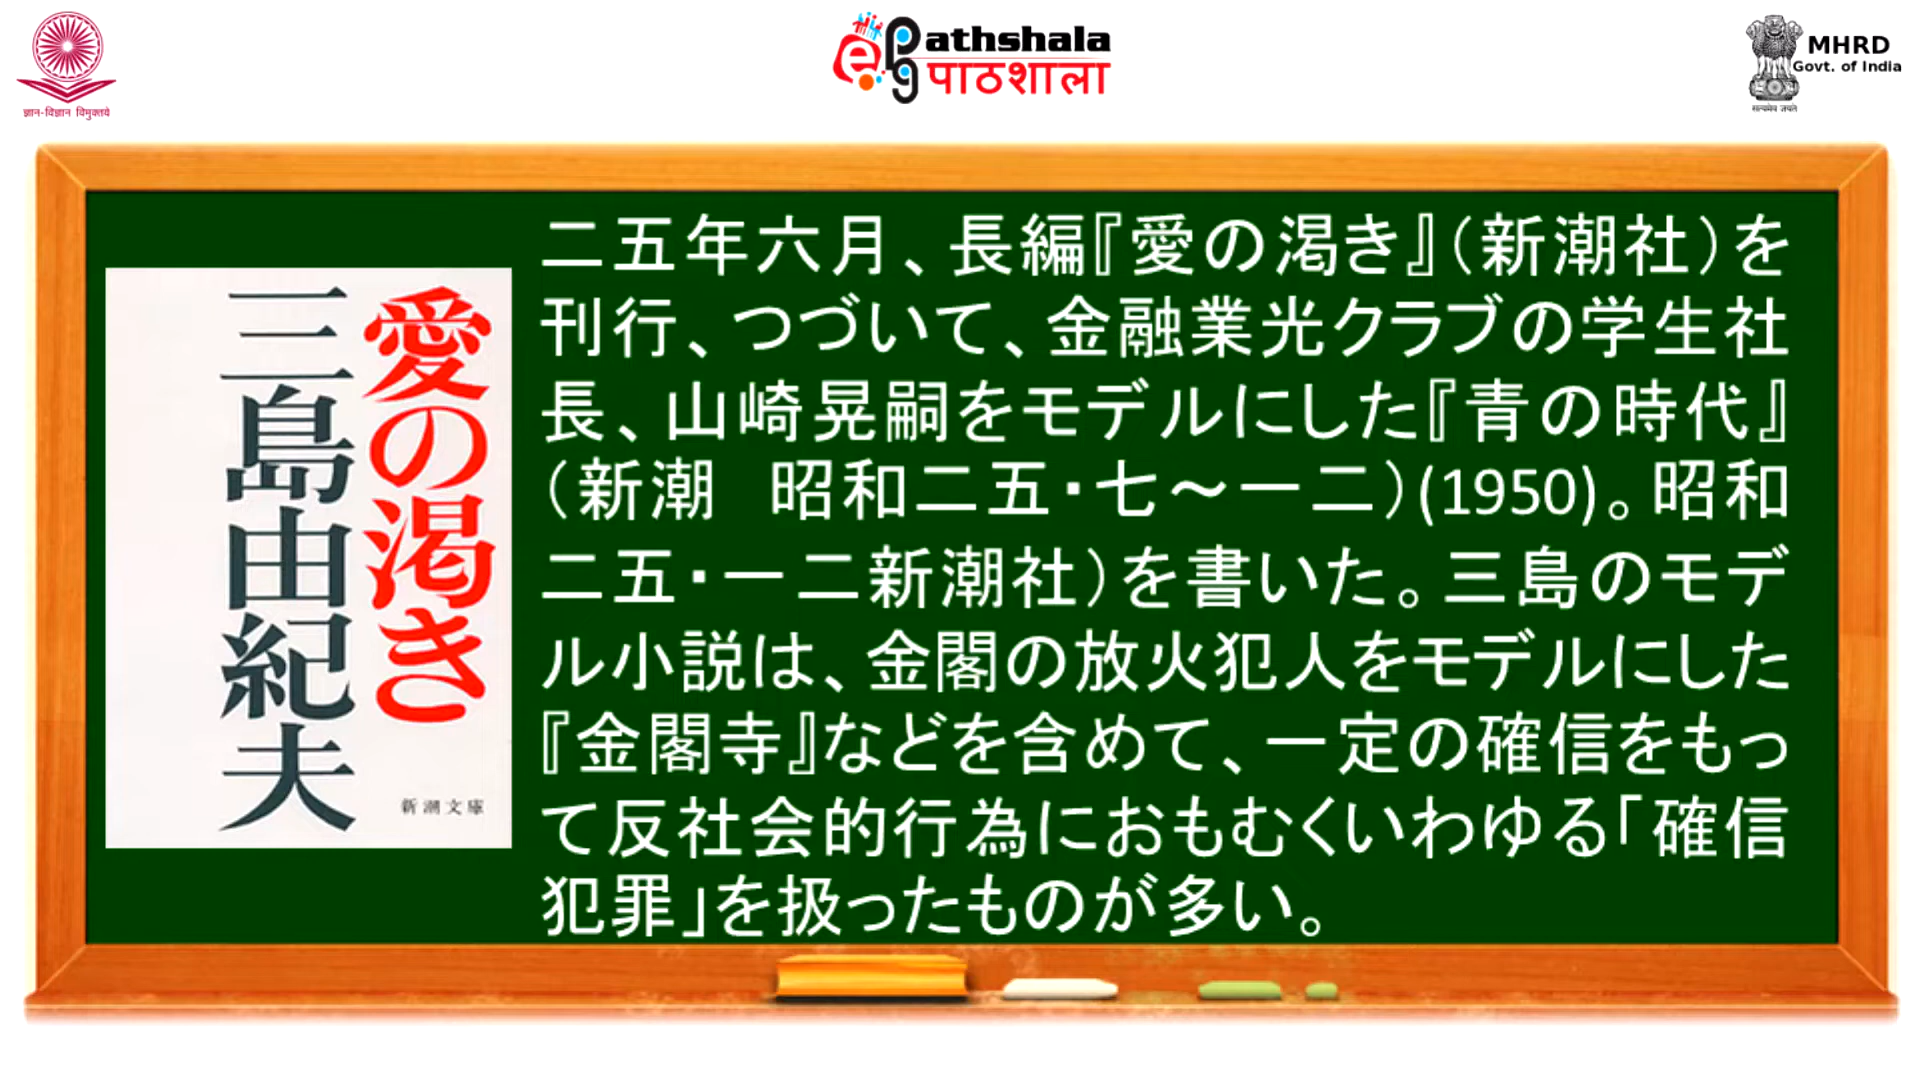 ज्ञान-विज्ञान विमुक्तये
ePG
athshala
पाठशाला
MHRD
Govt. of India
सत्यमेव जयते
愛の渇き
三島由紀夫
新潮文庫
二五年六月、長編『愛の渇き』（新潮社）を
刊行、つづいて、金融業光クラブの学生社
長、山崎晃嗣をモデルにした『青の時代』
（新潮　昭和二五・七～一二）(1950)。昭和
二五・一二新潮社）を書いた。三島のモデ
ル小説は、金閣の放火犯人をモデルにした
『金閣寺』などを含めて、一定の確信をもっ
て反社会的行為におもむくいわゆる「確信
犯罪」を扱ったものが多い。